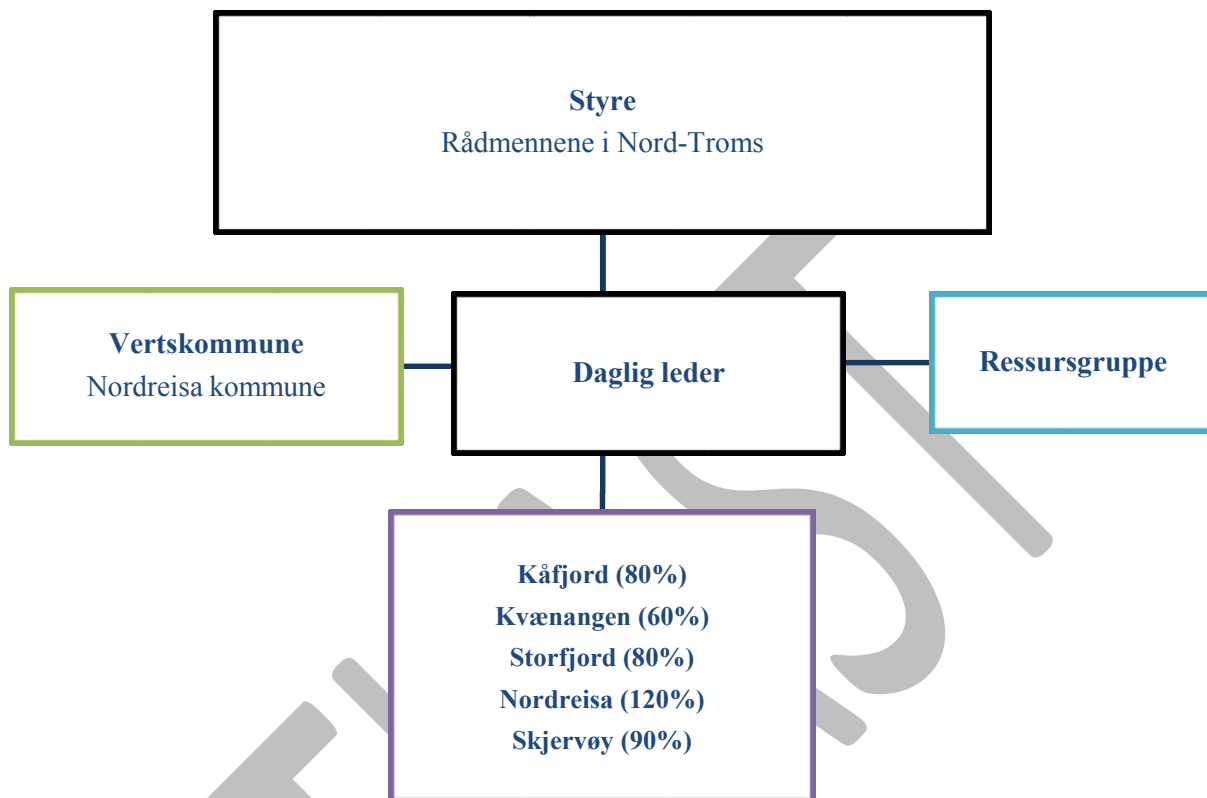 Styre
Rådmennene i Nord-Troms
Vertskommune
Nordreisa kommune
Daglig leder
Ressursgruppe
Kåfjord (80%)
Kvænangen (60%)
Storfjord (80%)
Nordreisa (120%)
Skjervøy (90%)